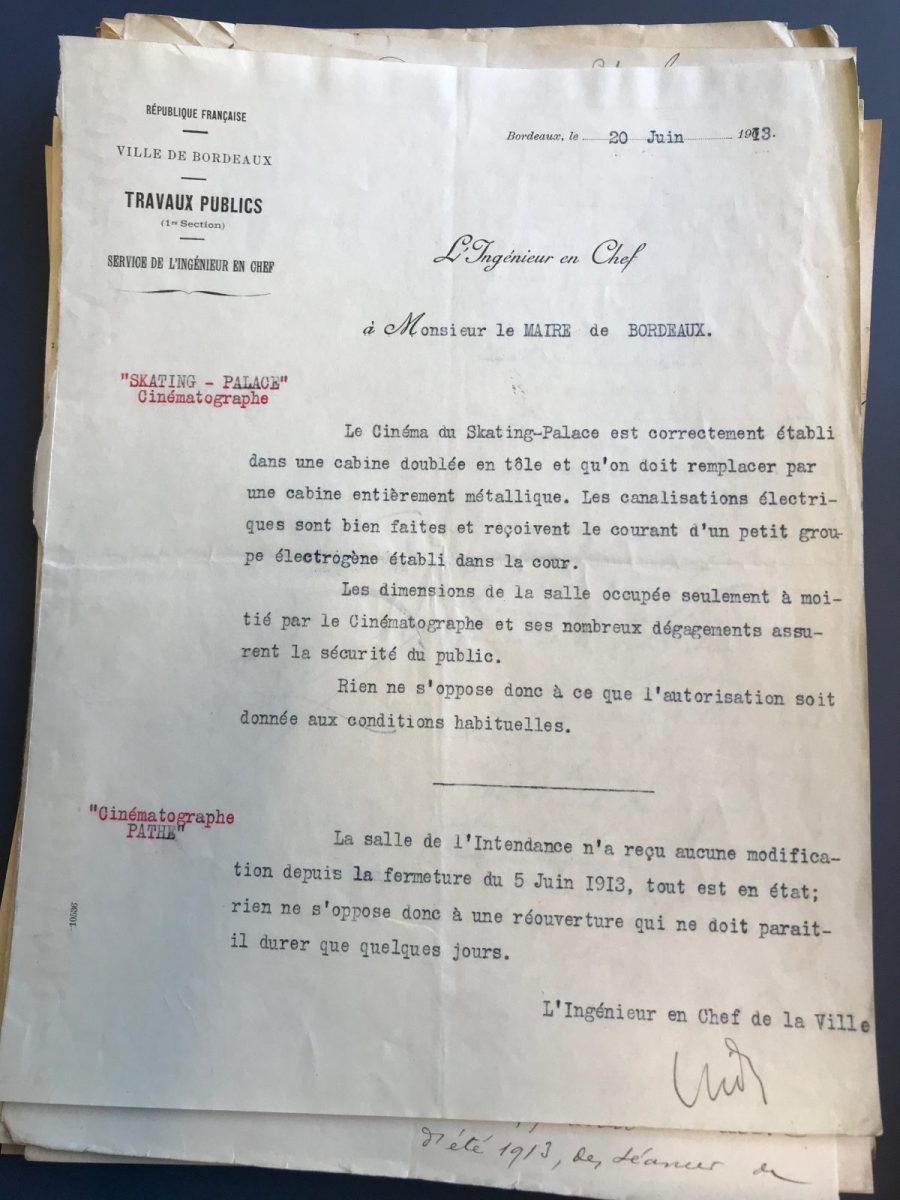 RÉPUBLIQUE FRANÇAISE
VILLE DE BORDEAUX
TRAVAUX PUBLICS
(1re Section)
SERVICE DE L'INGÉNIEUR EN CHEF
Bordeaux, le 20 Juin 1913.
L'Ingénieur en Chef
à Monsieur le MAIRE de BORDEAUX.
"SKATING - PALACE"
Cinématographe
Le Cinéma du Skating-Palace est correctement établi
dans une cabine doublée en tôle et qu'on doit remplacer par
une cabine entièrement métallique. Les canalisations électri-
ques sont bien faites et reçoivent le courant d'un petit grou-
pe électrogène établi dans la cour.
Les dimensions de la salle occupée seulement à moi-
tié par le Cinématographe et ses nombreux dégagements assu-
rent la sécurité du public.
Rien ne s'oppose donc à ce que l'autorisation soit
donnée aux conditions habituelles.
"Cinématographe
PATHE"
La salle de l'Intendance n'a reçu aucune modifica-
tion depuis la fermeture du 5 Juin 1913, tout est en état;
rien ne s'oppose donc à une réouverture qui ne doit parait-
il durer que quelques jours.
10536
L'Ingénieur en Chef de la Ville
d'été 1913, des séances de